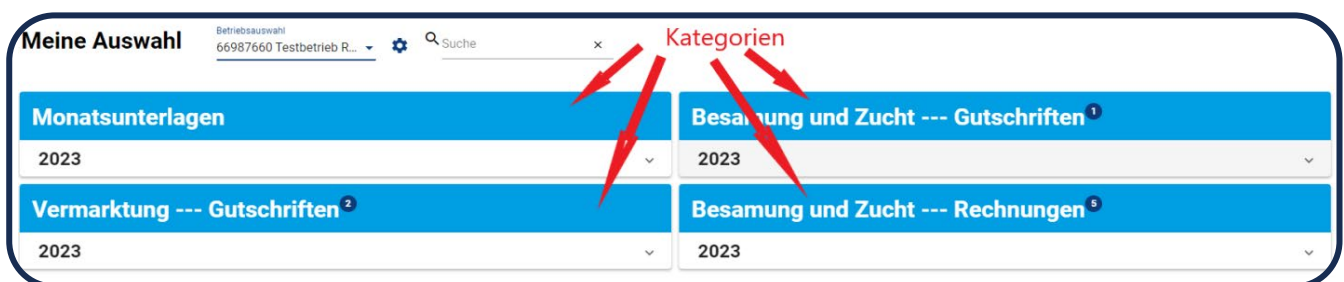 Meine Auswahl
Betriebsauswahl
66987660 Testbetrieb R...
Suche
×
Kategorien
Monatsunterlagen
2023
Besamung und Zucht --- Gutschriften 1
2023
Vermarktung --- Gutschriften 2
2023
Besamung und Zucht --- Rechnungen 5
2023